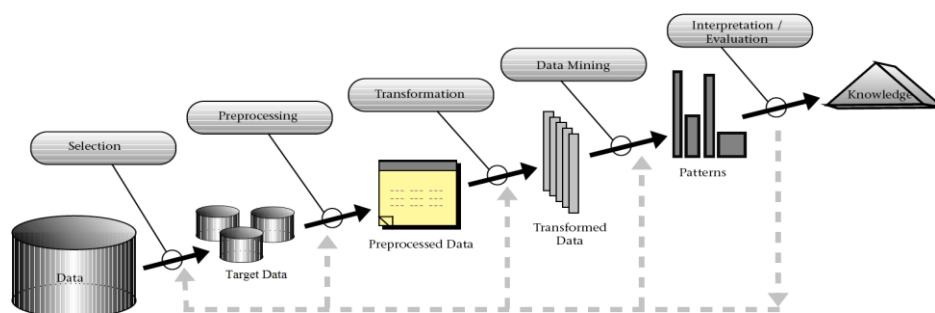 Interpretation /
Evaluation
Data Mining
Transformation
Preprocessing
Selection
Knowledge
Patterns
Transformed
Data
Preprocessed Data
Target Data
Data